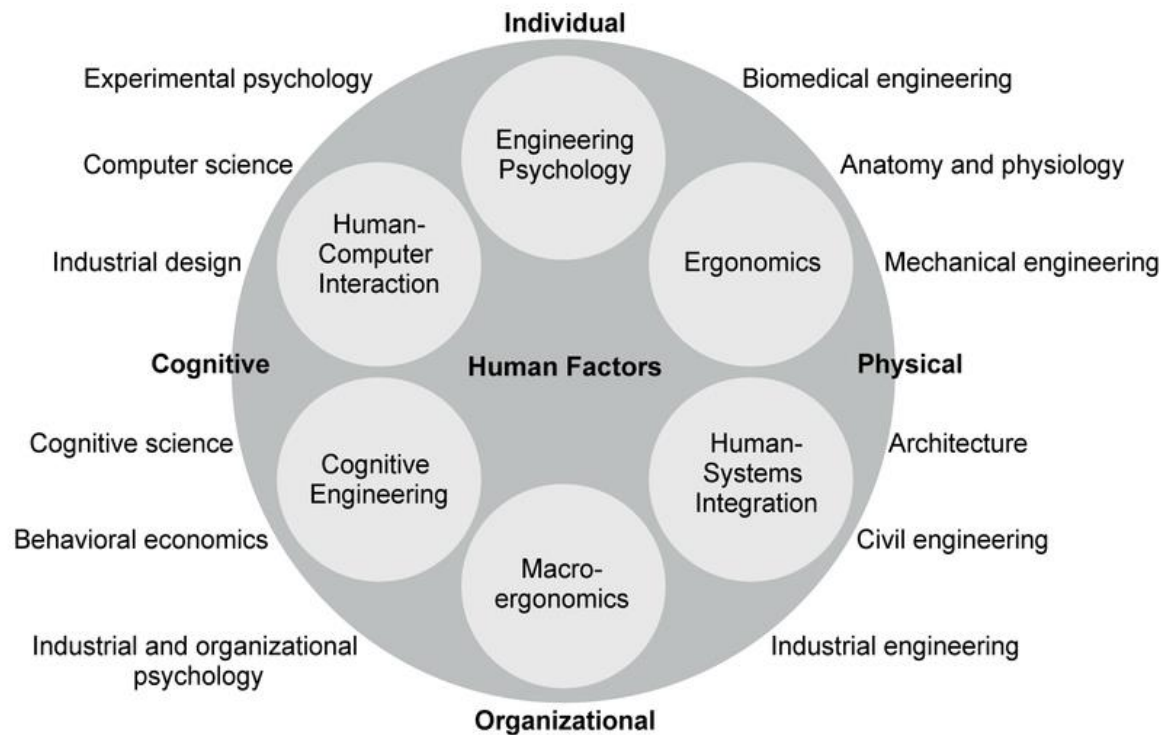 Individual
Experimental psychology
Biomedical engineering
Engineering
Psychology
Computer science
Anatomy and physiology
Human-
Computer
Interaction
Industrial design
Ergonomics
Mechanical engineering
Cognitive
Human Factors
Physical
Cognitive science
Cognitive
Engineering
Human-
Systems
Integration
Architecture
Behavioral economics
Macro-
ergonomics
Civil engineering
Industrial and organizational
psychology
Industrial engineering
Organizational